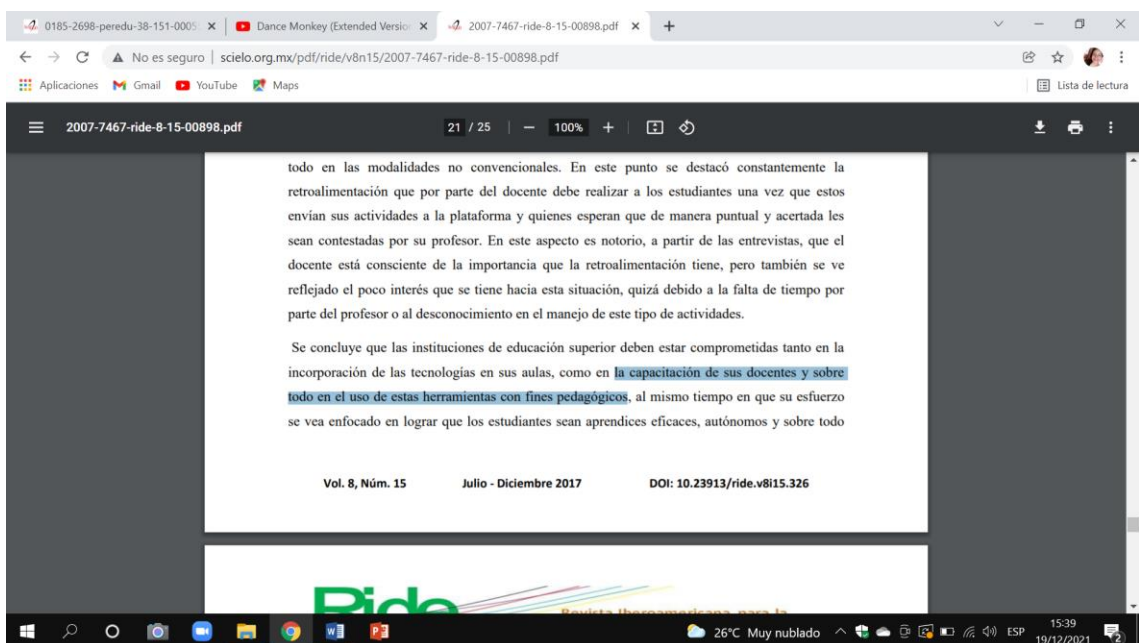 0185-2698-peredu-38-151-0005
Dance Monkey (Extended Versio
2007-7467-ride-8-15-00898.pdf
No es seguro | scielo.org.mx/pdf/ride/v8n15/2007-7467-ride-8-15-00898.pdf
Aplicaciones Gmail YouTube Maps Lista de lectura
2007-7467-ride-8-15-00898.pdf 21 / 25 | − 100% +
todo en las modalidades no convencionales. En este punto se destacó constantemente la
retroalimentación que por parte del docente debe realizar a los estudiantes una vez que estos
envían sus actividades a la plataforma y quienes esperan que de manera puntual y acertada les
sean contestadas por su profesor. En este aspecto es notorio, a partir de las entrevistas, que el
docente está consciente de la importancia que la retroalimentación tiene, pero también se ve
reflejado el poco interés que se tiene hacia esta situación, quizá debido a la falta de tiempo por
parte del profesor o al desconocimiento en el manejo de este tipo de actividades.
Se concluye que las instituciones de educación superior deben estar comprometidas tanto en la
incorporación de las tecnologías en sus aulas, como en la capacitación de sus docentes y sobre
todo en el uso de estas herramientas con fines pedagógicos, al mismo tiempo en que su esfuerzo
se vea enfocado en lograr que los estudiantes sean aprendices eficaces, autónomos y sobre todo
Vol. 8, Núm. 15 Julio - Diciembre 2017 DOI: 10.23913/ride.v8i15.326
Ride
Revista Iberoamericana para la
26°C Muy nublado ESP 15:39
19/12/2021 2